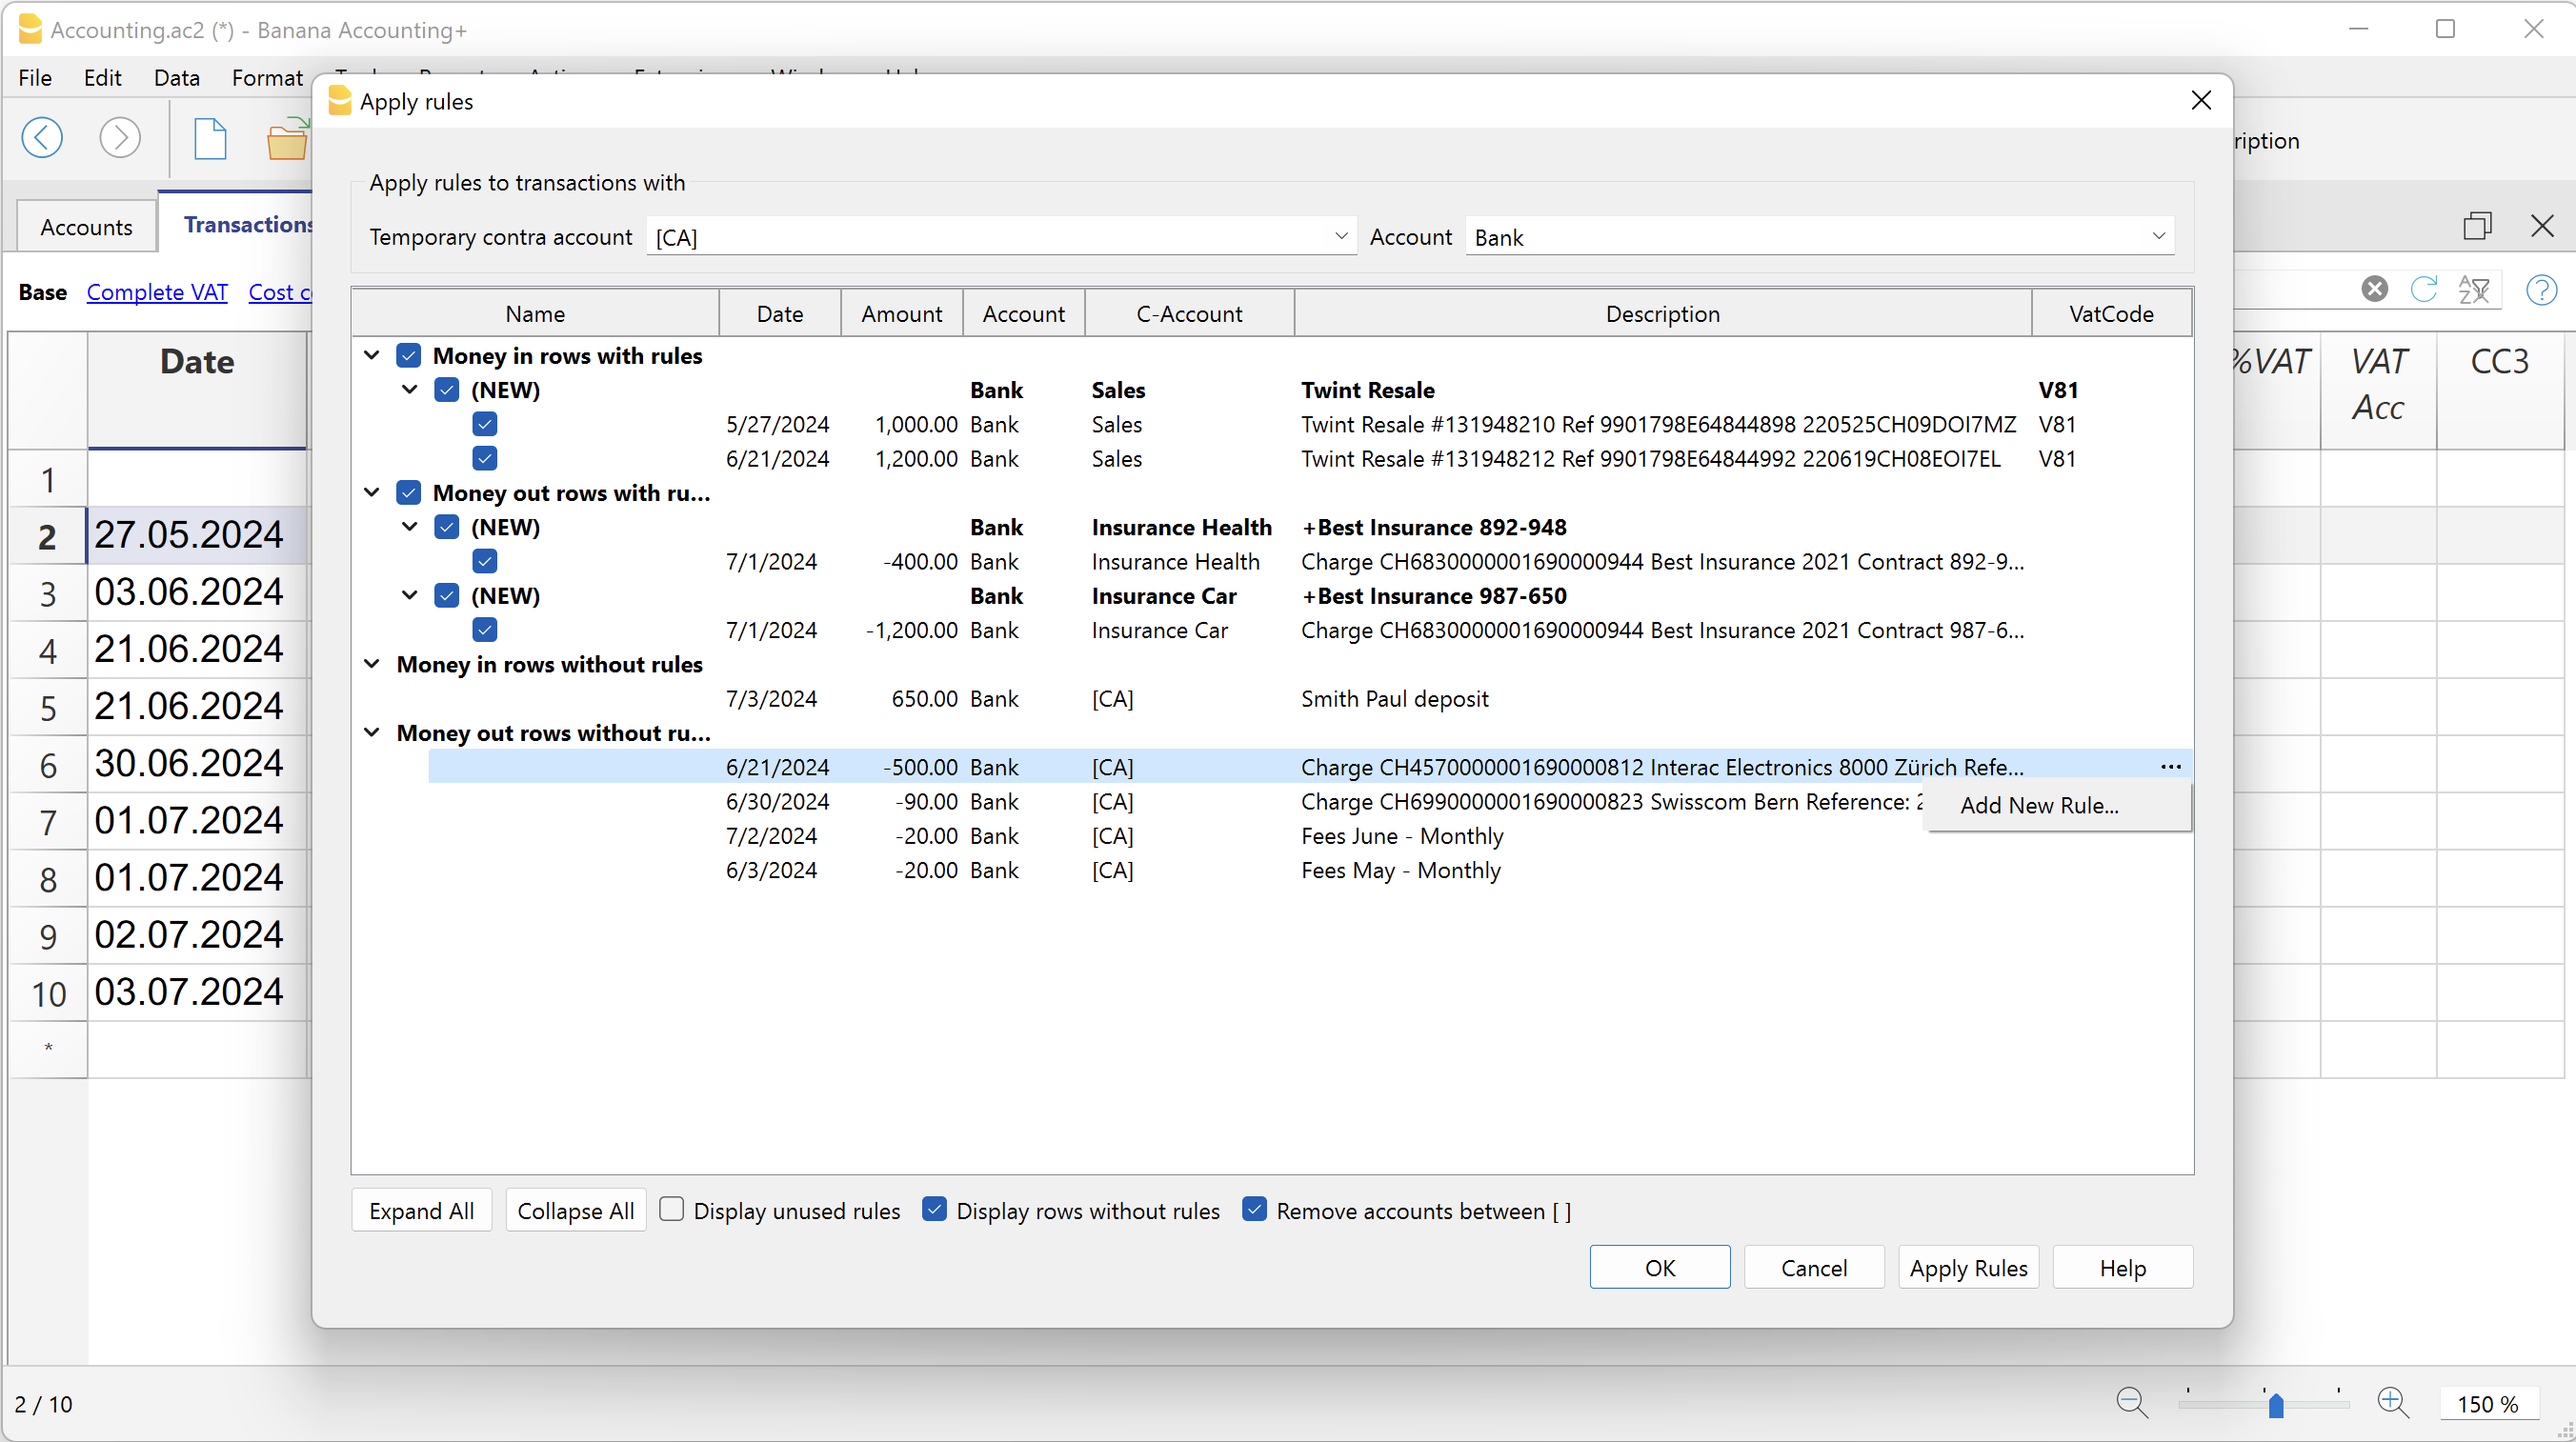 Accounting.ac2 (*) - Banana Accounting+
File Edit Data Format
Apply rules
ription
Apply rules to transactions with
Accounts Transactions
Temporary contra account [CA] Account Bank
Base Complete VAT Cost c
Name Date Amount Account C-Account Description VatCode
Date %VAT VAT Acc CC3
Money in rows with rules
(NEW) Bank Sales Twint Resale V81
5/27/2024 1,000.00 Bank Sales Twint Resale #131948210 Ref 9901798E64844898 220525CH09DOI7MZ V81
6/21/2024 1,200.00 Bank Sales Twint Resale #131948212 Ref 9901798E64844992 220619CH08EOI7EL V81
Money out rows with ru...
(NEW) Bank Insurance Health +Best Insurance 892-948
7/1/2024 -400.00 Bank Insurance Health Charge CH6830000001690000944 Best Insurance 2021 Contract 892-9...
(NEW) Bank Insurance Car +Best Insurance 987-650
7/1/2024 -1,200.00 Bank Insurance Car Charge CH6830000001690000944 Best Insurance 2021 Contract 987-6...
Money in rows without rules
7/3/2024 650.00 Bank [CA] Smith Paul deposit
Money out rows without ru...
6/21/2024 -500.00 Bank [CA] Charge CH4570000001690000812 Interac Electronics 8000 Zürich Refe... ...
6/30/2024 -90.00 Bank [CA] Charge CH6990000001690000823 Swisscom Bern Reference: 2
Add New Rule...
7/2/2024 -20.00 Bank [CA] Fees June - Monthly
6/3/2024 -20.00 Bank [CA] Fees May - Monthly
1
2 27.05.2024
3 03.06.2024
4 21.06.2024
5 21.06.2024
6 30.06.2024
7 01.07.2024
8 01.07.2024
9 02.07.2024
10 03.07.2024
*
Expand All Collapse All Display unused rules Display rows without rules Remove accounts between [ ]
OK Cancel Apply Rules Help
2 / 10 150 %